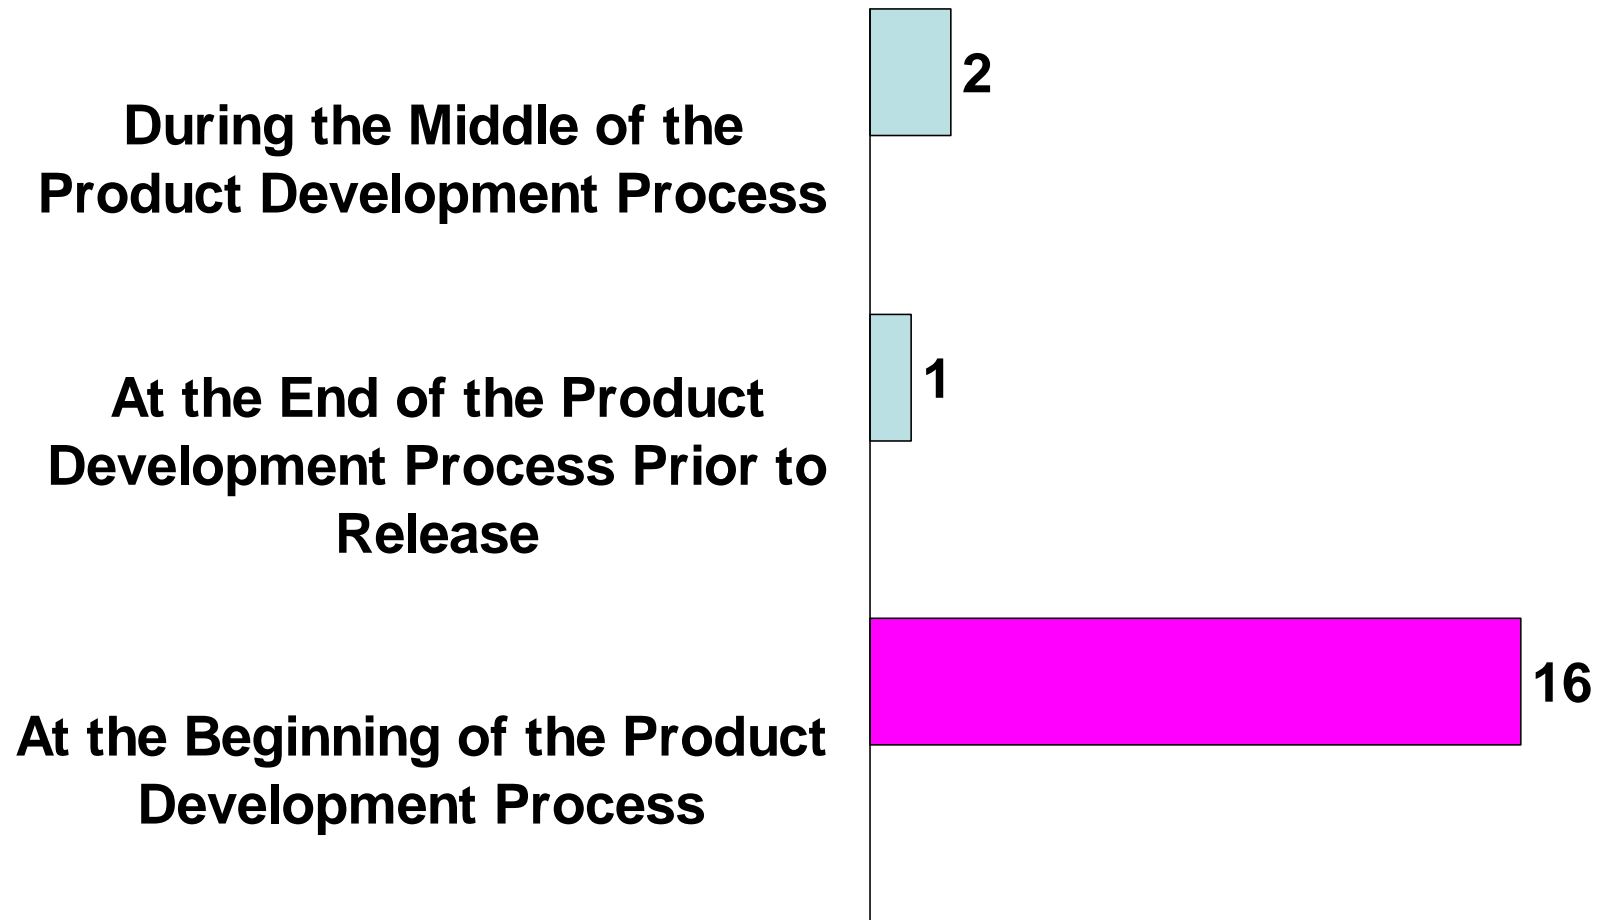 2
During the Middle of the
Product Development Process
1
At the End of the Product
Development Process Prior to
Release
16
At the Beginning of the Product
Development Process